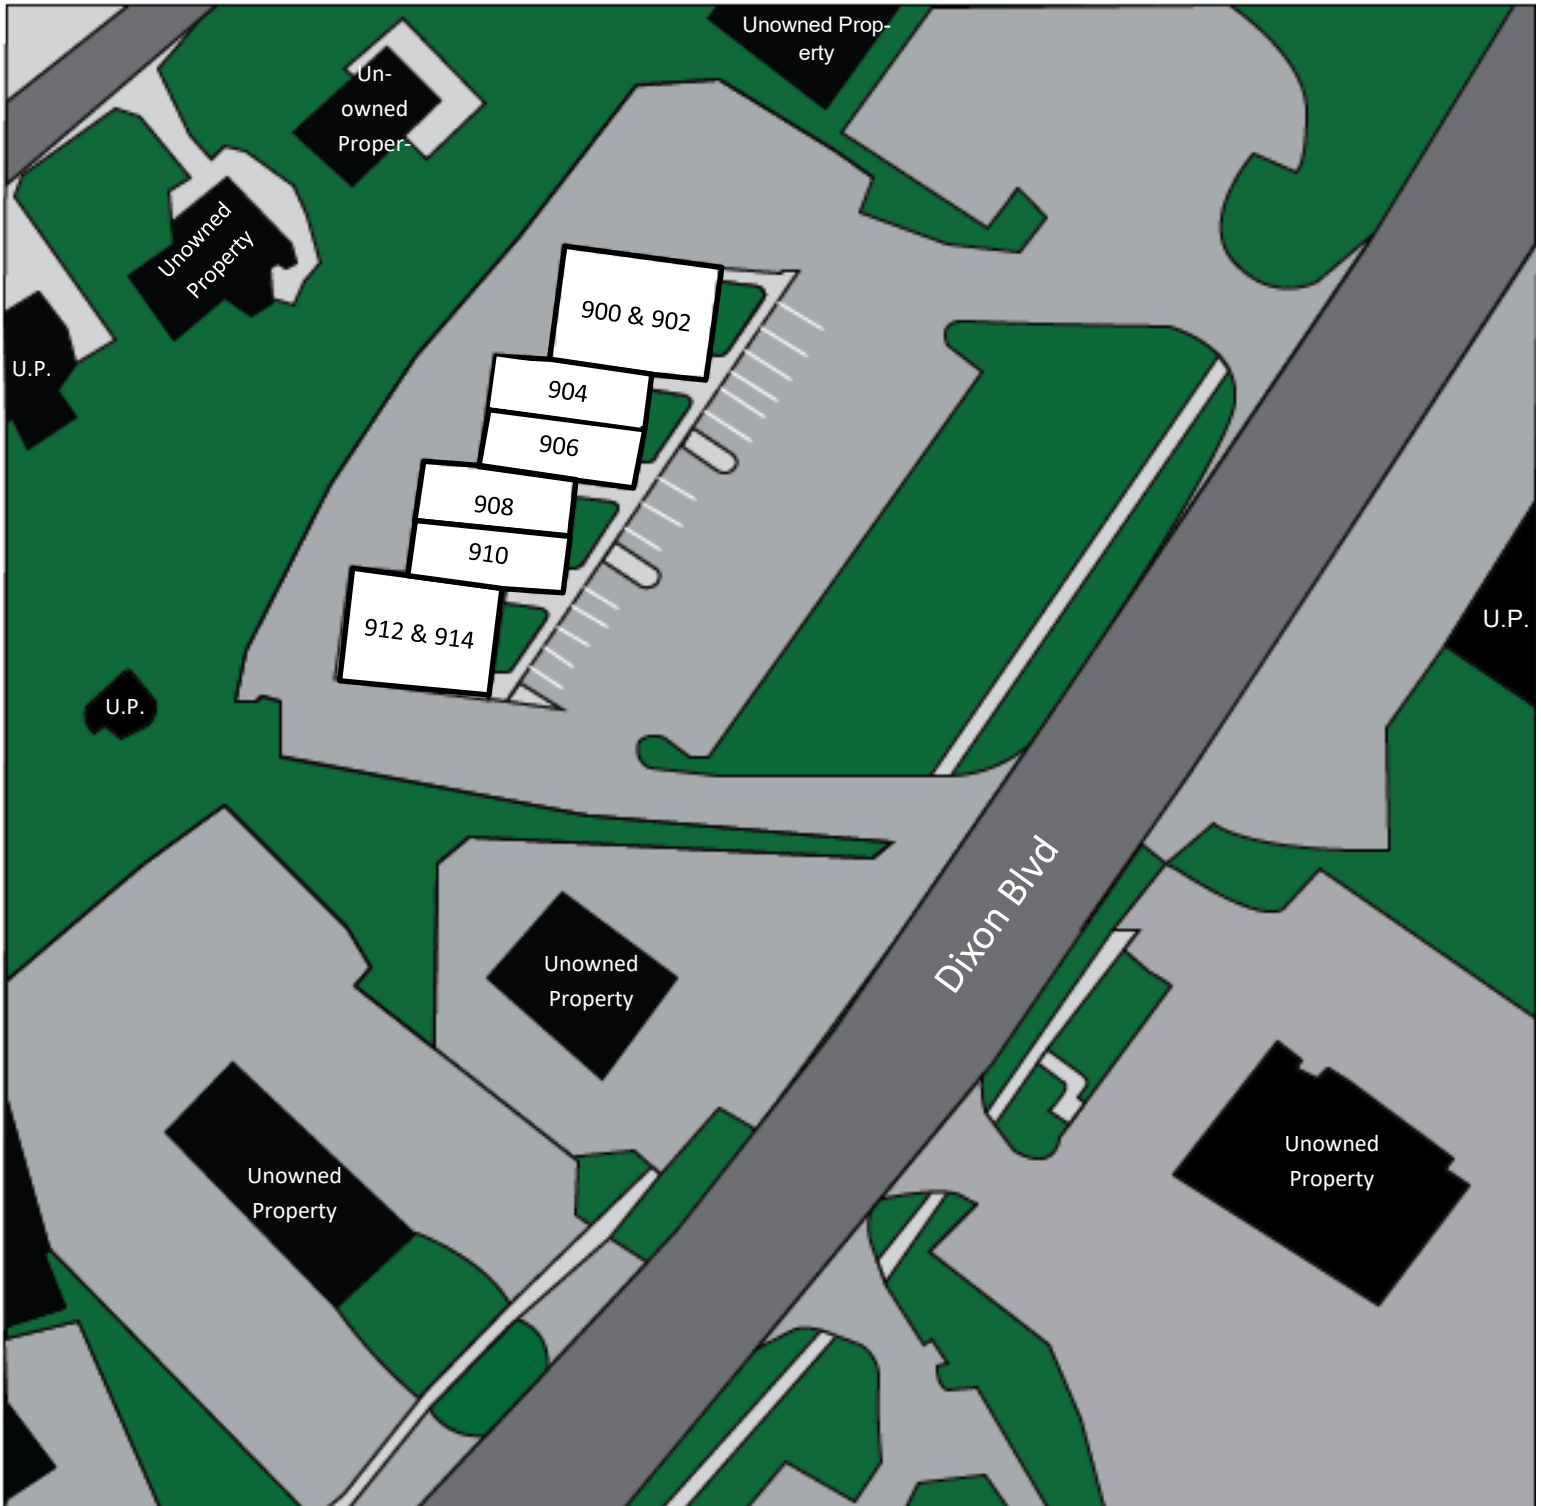 Unowned Prop-
erty
Un-
owned
Proper-
Unowned
Property
900 & 902
U.P.
904
906
908
910
U.P.
912 & 914
U.P.
Dixon Blvd
Unowned
Property
Unowned
Property
Unowned
Property